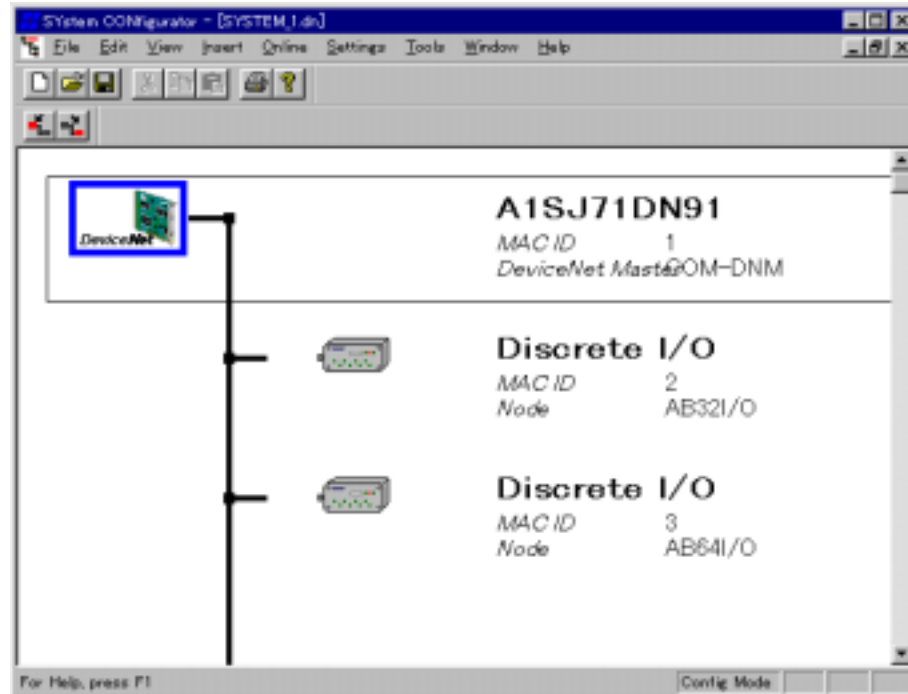 SYstem CONfigurator - [SYSTEM_1.dn]
File Edit View Insert Online Settings Tools Window Help
DeviceNet
A1SJ71DN91
MAC ID 1
DeviceNet Master COM-DNM
Discrete I/O
MAC ID 2
Node AB32I/O
Discrete I/O
MAC ID 3
Node AB64I/O
For Help, press F1 Config Mode